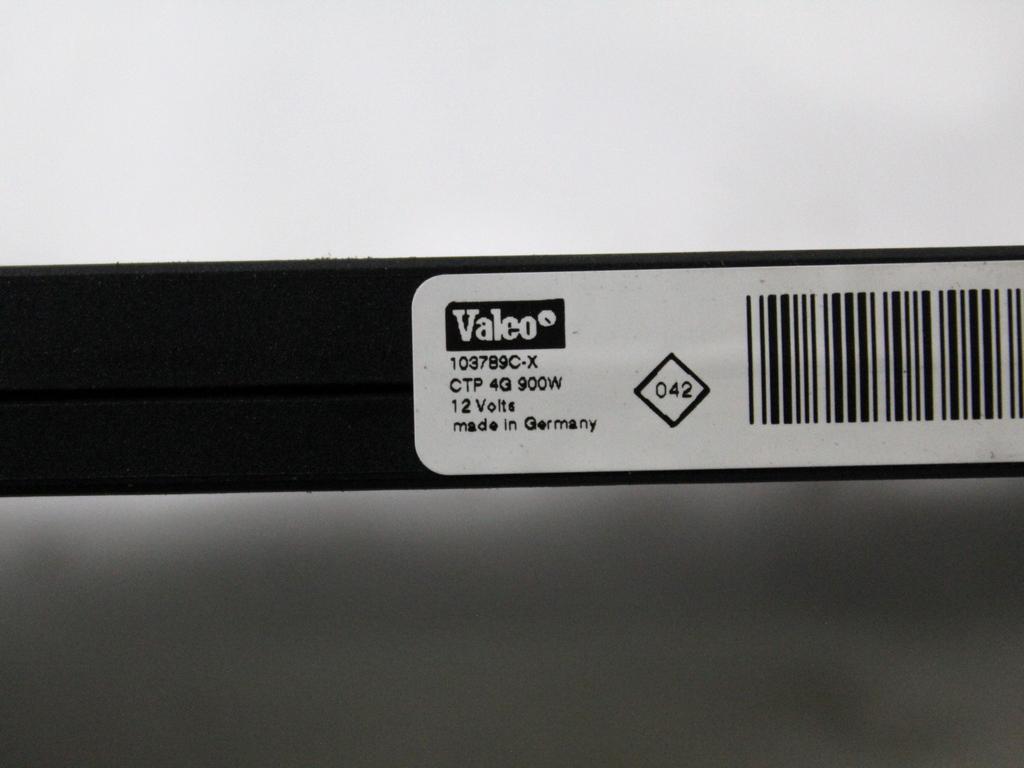 Valeo
103789C-X
CTP 4G 900W
12 Volts
made in Germany
042